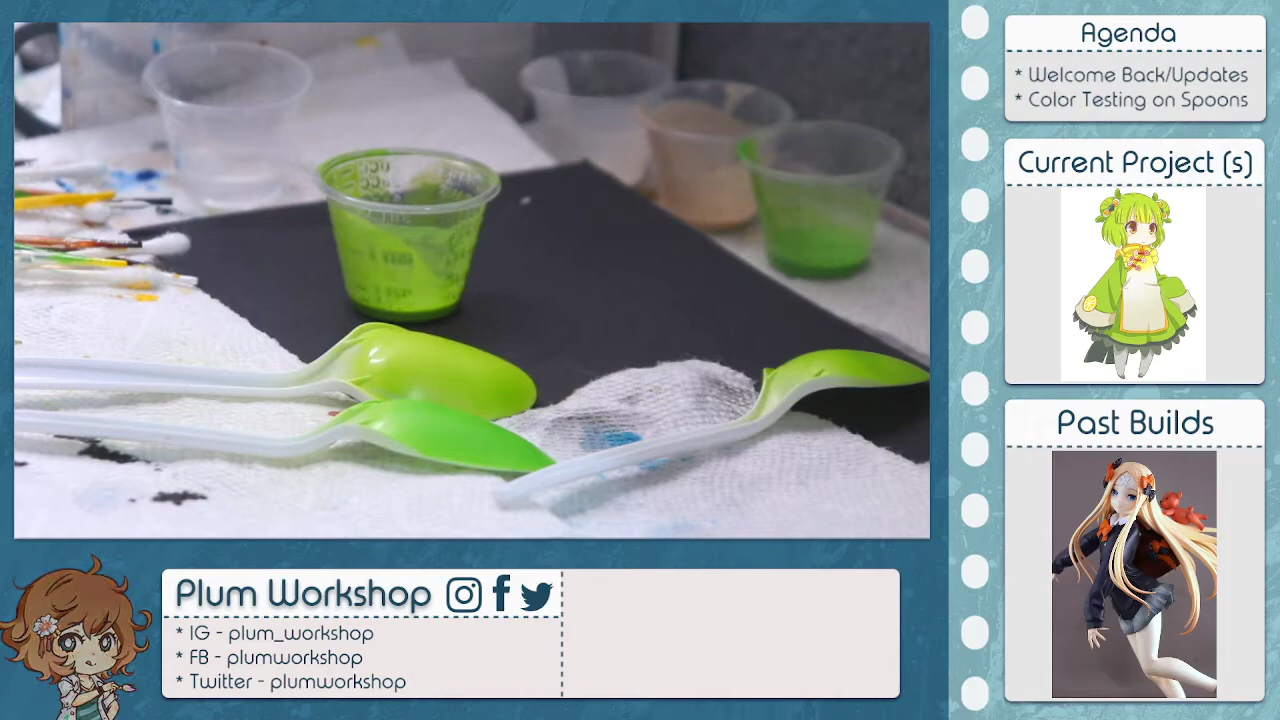 Agenda
* Welcome Back/Updates
* Color Testing on Spoons
Current Project (s)
Past Builds
Plum Workshop
* IG - plum_workshop
* FB - plumworkshop
* Twitter - plumworkshop